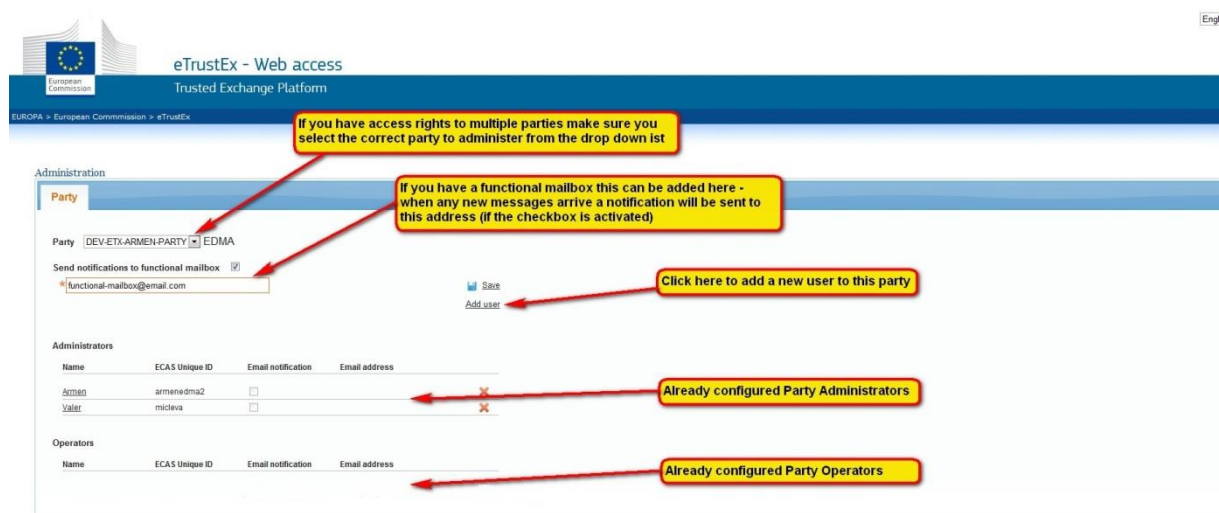 Engl
European
Commission
eTrustEx - Web access
Trusted Exchange Platform
EUROPA > European Commmission > eTrustEx
If you have access rights to multiple parties make sure you
select the correct party to administer from the drop down ist
Administration
Party
If you have a functional mailbox this can be added here -
when any new messages arrive a notification will be sent to
this address (if the checkbox is activated)
Party DEV-ETX-ARMEN-PARTY EDMA
Send notifications to functional mailbox
* functional-mailbox@email.com
Save
Click here to add a new user to this party
Add user
Administrators
Name ECAS Unique ID Email notification Email address
Armen armenedma2
Already configured Party Administrators
Valer micleva
Operators
Name ECAS Unique ID Email notification Email address
Already configured Party Operators